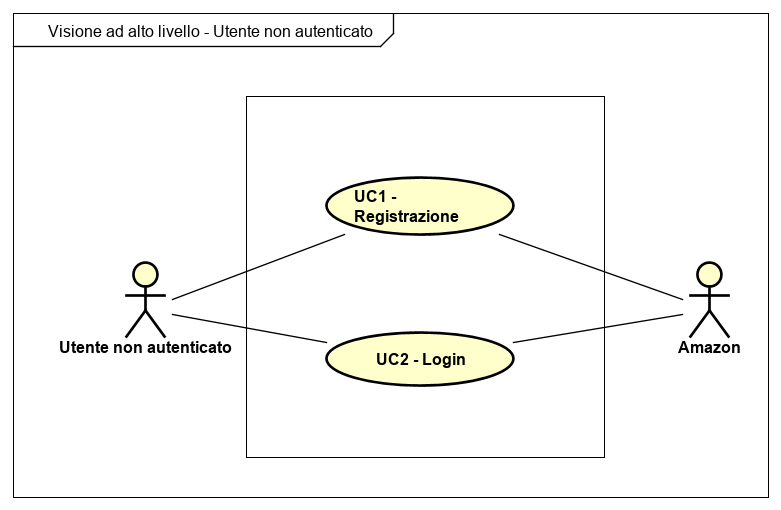 Visione ad alto livello - Utente non autenticato
UC1 -
Registrazione
Utente non autenticato
Amazon
UC2 - Login